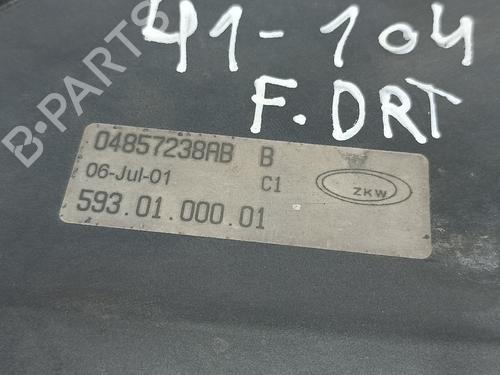 41-104
F. DRT
B-PARTS
04857238AB B
06-Jul-01 C1
ZKW
593.01.000.01